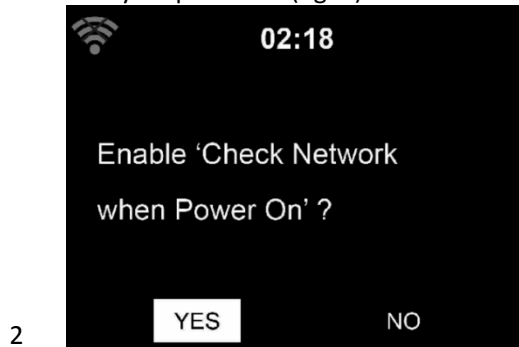 02:18
Enable ‘Check Network
when Power On’ ?
YES NO
2